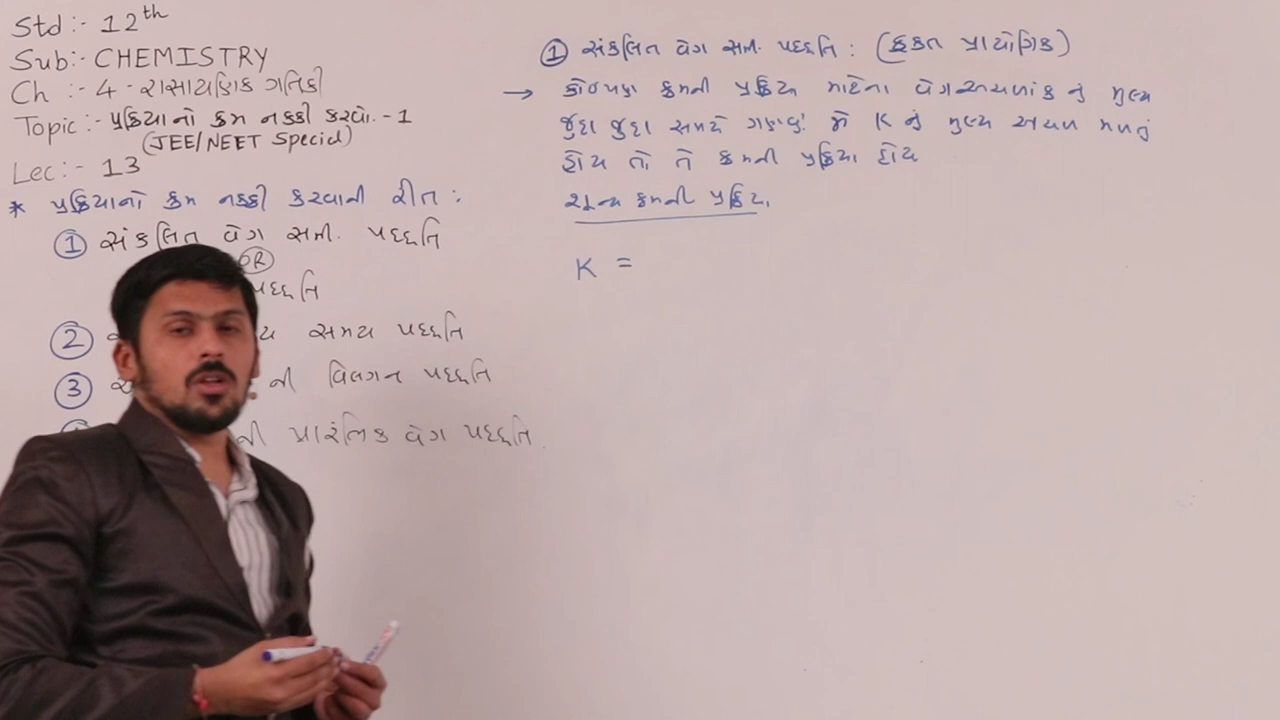 Std :- 12th
Sub:- CHEMISTRY
Ch :- 4 - રાસાયણિક ગતિકી
Topic :- પ્રક્રિયાનો ક્રમ નક્કી કરવો. - 1
(JEE/NEET Special)
Lec :- 13
* પ્રક્રિયાનો ક્રમ નક્કી કરવાની રીત :
① સંકલિત વેગ સમી. પદ્ધતિ
OR
પદ્ધતિ
② સમય પદ્ધતિ
③ ની વિલગન પદ્ધતિ
ની પ્રારંભિક વેગ પદ્ધતિ
① સંકલિત વેગ સમી. પદ્ધતિ : (ફક્ત પ્રાયોગિક)
→ કોઇપણ ક્રમની પ્રક્રિયા માટેના વેગઅચળાંક નું મુલ્ય
જુદા જુદા સમયે ગણવું. જો K નું મુલ્ય અચળ મળતું
હોય તો તે ક્રમની પ્રક્રિયા હોય
શૂન્ય ક્રમની પ્રક્રિયા.
K =